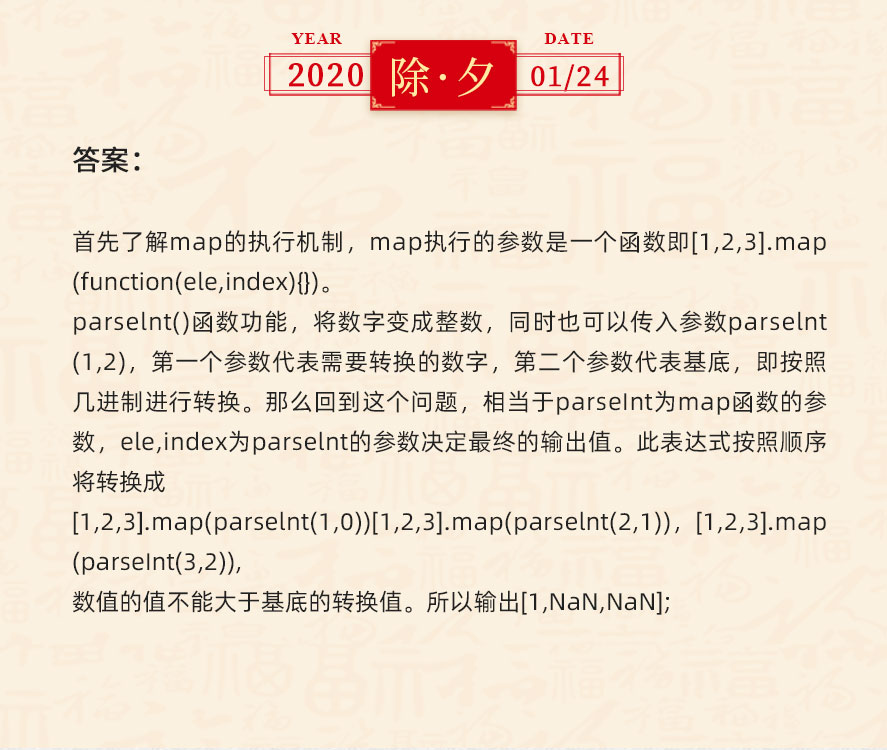 YEAR
DATE
2020
除·夕
01/24
答案：
首先了解map的执行机制，map执行的参数是一个函数即[1,2,3].map
(function(ele,index){})。
parselnt()函数功能，将数字变成整数，同时也可以传入参数parselnt
(1,2)，第一个参数代表需要转换的数字，第二个参数代表基底，即按照
几进制进行转换。那么回到这个问题，相当于parseInt为map函数的参
数，ele,index为parselnt的参数决定最终的输出值。此表达式按照顺序
将转换成
[1,2,3].map(parselnt(1,0))[1,2,3].map(parselnt(2,1))，[1,2,3].map
(parseInt(3,2)),
数值的值不能大于基底的转换值。所以输出[1,NaN,NaN];